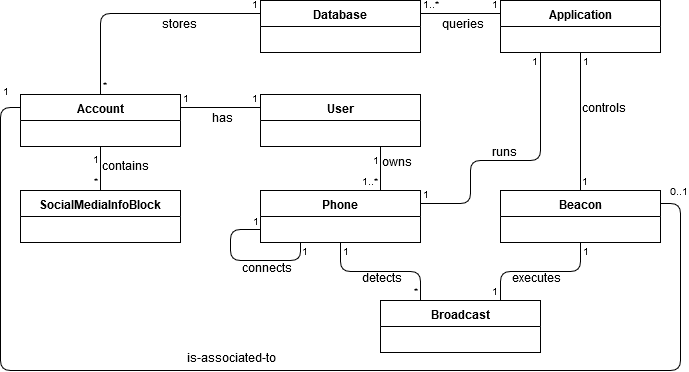 1 Database 1..* 1 Application
stores queries
* 1 1
1 1 1
Account has User controls
1 1 runs
contains owns
* 1..* 1 1 0..1
SocialMediaInfoBlock Phone Beacon
1 1 1 1
connects detects executes
* 1
Broadcast
is-associated-to